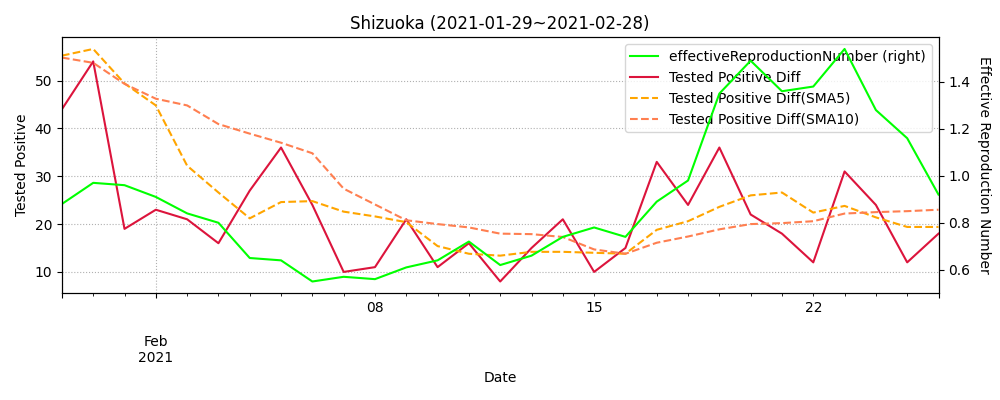 Shizuoka (2021-01-29~2021-02-28)
effectiveReproductionNumber (right)
Tested Positive Diff
Tested Positive Diff(SMA5)
Tested Positive Diff(SMA10)
Tested Positive
50
40
30
20
10
1.4
1.2
1.0
0.8
0.6
Effective Reproduction Number
08
15
22
Feb
2021
Date